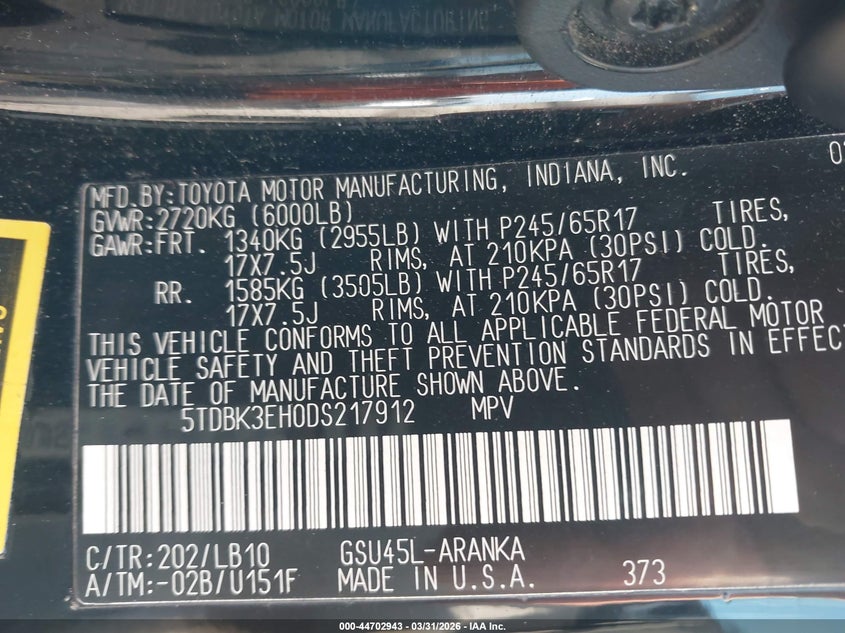 MFD.BY:TOYOTA MOTOR MANUFACTURING, INDIANA, INC.
GVWR:2720KG (6000LB)
GAWR:FRT. 1340KG (2955LB) WITH P245/65R17 TIRES,
17X7.5J RIMS, AT 210KPA (30PSI) COLD.
RR. 1585KG (3505LB) WITH P245/65R17 TIRES,
17X7.5J RIMS, AT 210KPA (30PSI) COLD.
THIS VEHICLE CONFORMS TO ALL APPLICABLE FEDERAL MOTOR
VEHICLE SAFETY AND THEFT PREVENTION STANDARDS IN EFFECT
THE DATE OF MANUFACTURE SHOWN ABOVE.
5TDBK3EH0DS217912 MPV
C/TR:202/LB10 GSU45L-ARANKA
A/TM:-02B/U151F MADE IN U.S.A. 373
000-44702943 - 03/31/2026 - IAA Inc.